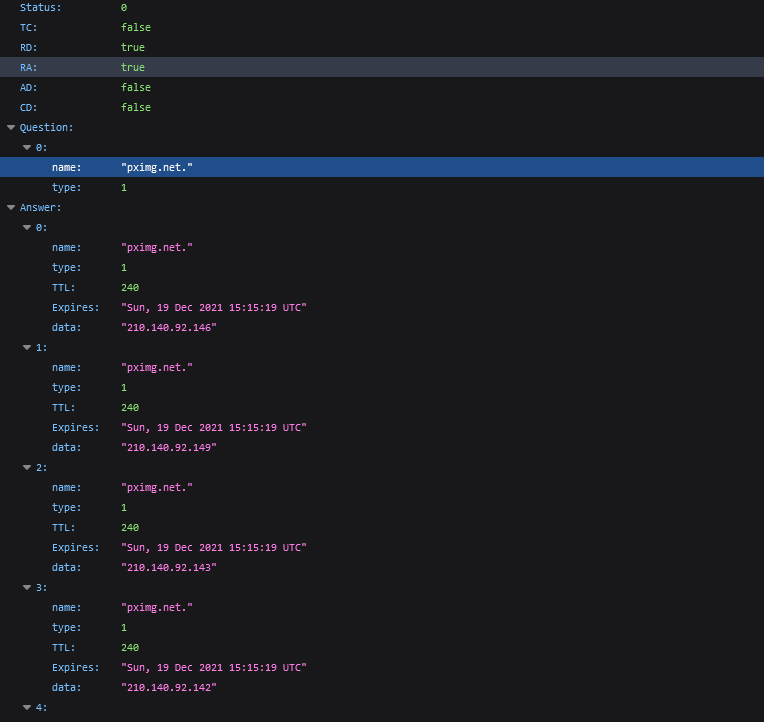 Status: 0
TC: false
RD: true
RA: true
AD: false
CD: false
Question:
0:
name: "pximg.net."
type: 1
Answer:
0:
name: "pximg.net."
type: 1
TTL: 240
Expires: "Sun, 19 Dec 2021 15:15:19 UTC"
data: "210.140.92.146"
1:
name: "pximg.net."
type: 1
TTL: 240
Expires: "Sun, 19 Dec 2021 15:15:19 UTC"
data: "210.140.92.149"
2:
name: "pximg.net."
type: 1
TTL: 240
Expires: "Sun, 19 Dec 2021 15:15:19 UTC"
data: "210.140.92.143"
3:
name: "pximg.net."
type: 1
TTL: 240
Expires: "Sun, 19 Dec 2021 15:15:19 UTC"
data: "210.140.92.142"
4: